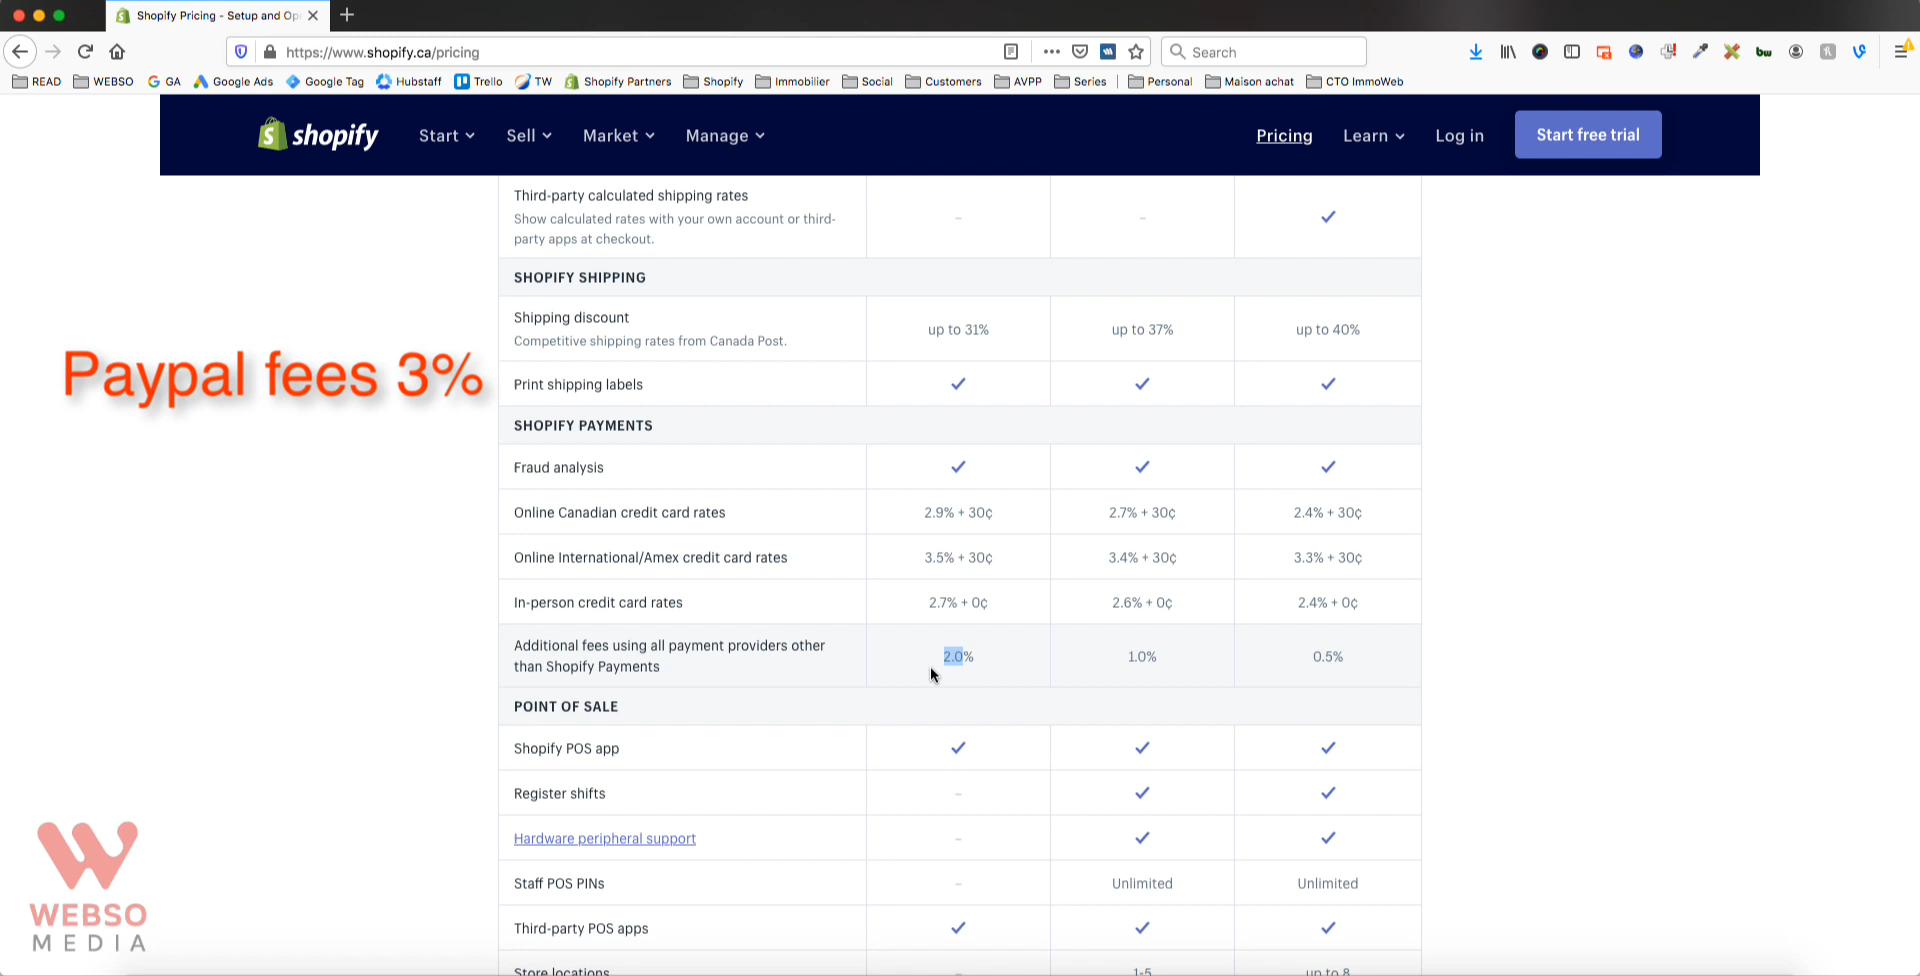 Shopify Pricing - Setup and Op
https://www.shopify.ca/pricing
Search
READ WEBSO GA Google Ads Google Tag Hubstaff Trello TW Shopify Partners Shopify Immobilier Social Customers AVPP Series Personal Maison achat CTO ImmoWeb
shopify Start Sell Market Manage Pricing Learn Log in Start free trial
Third-party calculated shipping rates
Show calculated rates with your own account or third-
party apps at checkout.
– –
SHOPIFY SHIPPING
Shipping discount
Competitive shipping rates from Canada Post.
up to 31% up to 37% up to 40%
Paypal fees 3%
Print shipping labels
SHOPIFY PAYMENTS
Fraud analysis
Online Canadian credit card rates 2.9% + 30¢ 2.7% + 30¢ 2.4% + 30¢
Online International/Amex credit card rates 3.5% + 30¢ 3.4% + 30¢ 3.3% + 30¢
In-person credit card rates 2.7% + 0¢ 2.6% + 0¢ 2.4% + 0¢
Additional fees using all payment providers other
than Shopify Payments
2.0% 1.0% 0.5%
POINT OF SALE
Shopify POS app
Register shifts –
Hardware peripheral support –
Staff POS PINs – Unlimited Unlimited
Third-party POS apps
Store locations – 1-5 up to 8
WEBSO
MEDIA